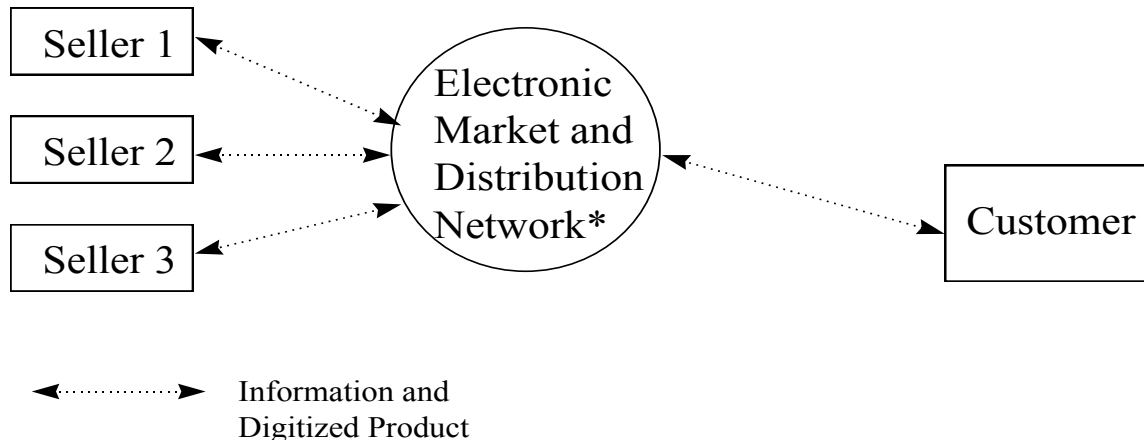 Seller 1
Seller 2
Seller 3
Electronic
Market and
Distribution
Network*
Customer
Information and
Digitized Product